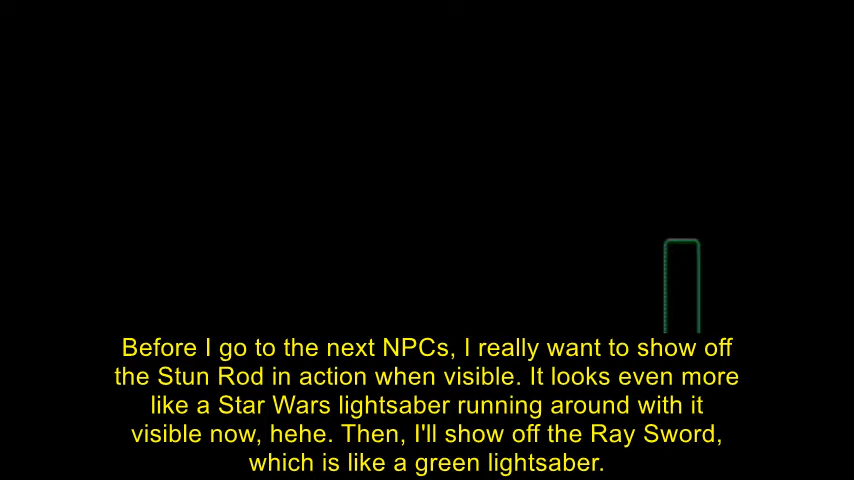 Before I go to the next NPCs, I really want to show off
the Stun Rod in action when visible. It looks even more
like a Star Wars lightsaber running around with it
visible now, hehe. Then, I'll show off the Ray Sword,
which is like a green lightsaber.